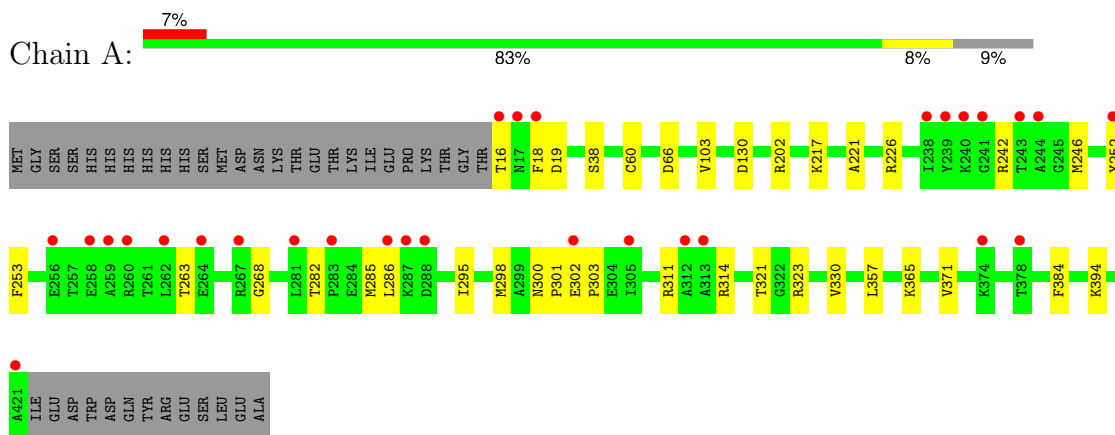 7%
Chain A:
83% 8% 9%
MET GLY SER SER HIS HIS HIS HIS HIS HIS SER MET ASP ASN LYS THR GLU THR THR LYS ILE GLU GLU PRO LYS THR GLY THR T16 N17 F18 D19 S38 C60 D66 V103 D130 R202 K217 A221 R226 I238 Y239 K240 G241 R242 T243 A244 G245 M246 Y252
F253 E256 T257 E258 A259 R260 T261 L262 T263 E264 R267 G268 L281 T282 P283 E284 M285 L286 K287 D288 I295 M298 A299 N300 P301 E302 P303 E304 I305 R311 A312 A313 R314 T321 G322 R323 V330 L357 K365 V371 K374 T378 F384 K394
A421 ILE GLU ASP TRP ASP GLN TYR ARG GLU SER LEU GLU ALA